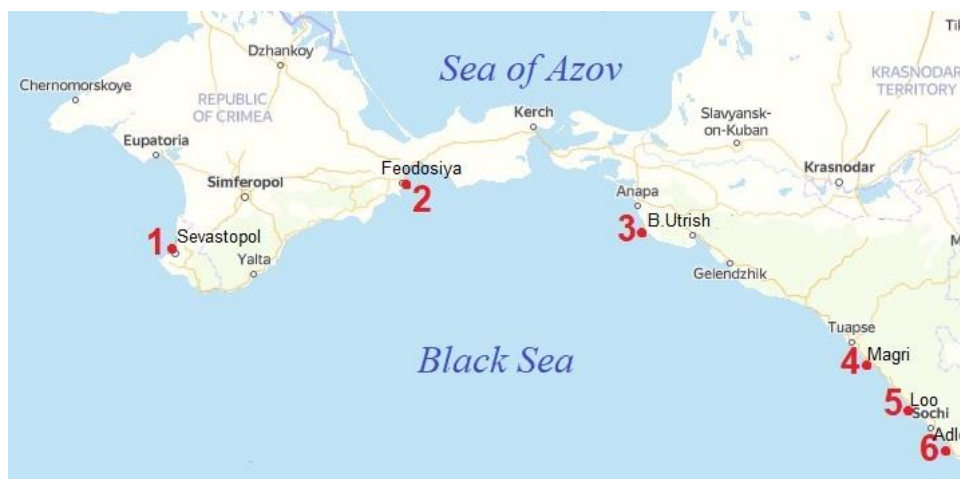 Dzhankoy
Sea of Azov
Chernomorskoye
REPUBLIC
OF CRIMEA
Kerch
KRASNODAR
TERRITORY
Slavyansk-
on-Kuban
Eupatoria
Simferopol
Feodosiya
2
Krasnodar
Anapa
3
B.Utrish
1
Sevastopol
Yalta
Gelendzhik
Tuapse
Black Sea
4
Magri
5
Loo
Sochi
6